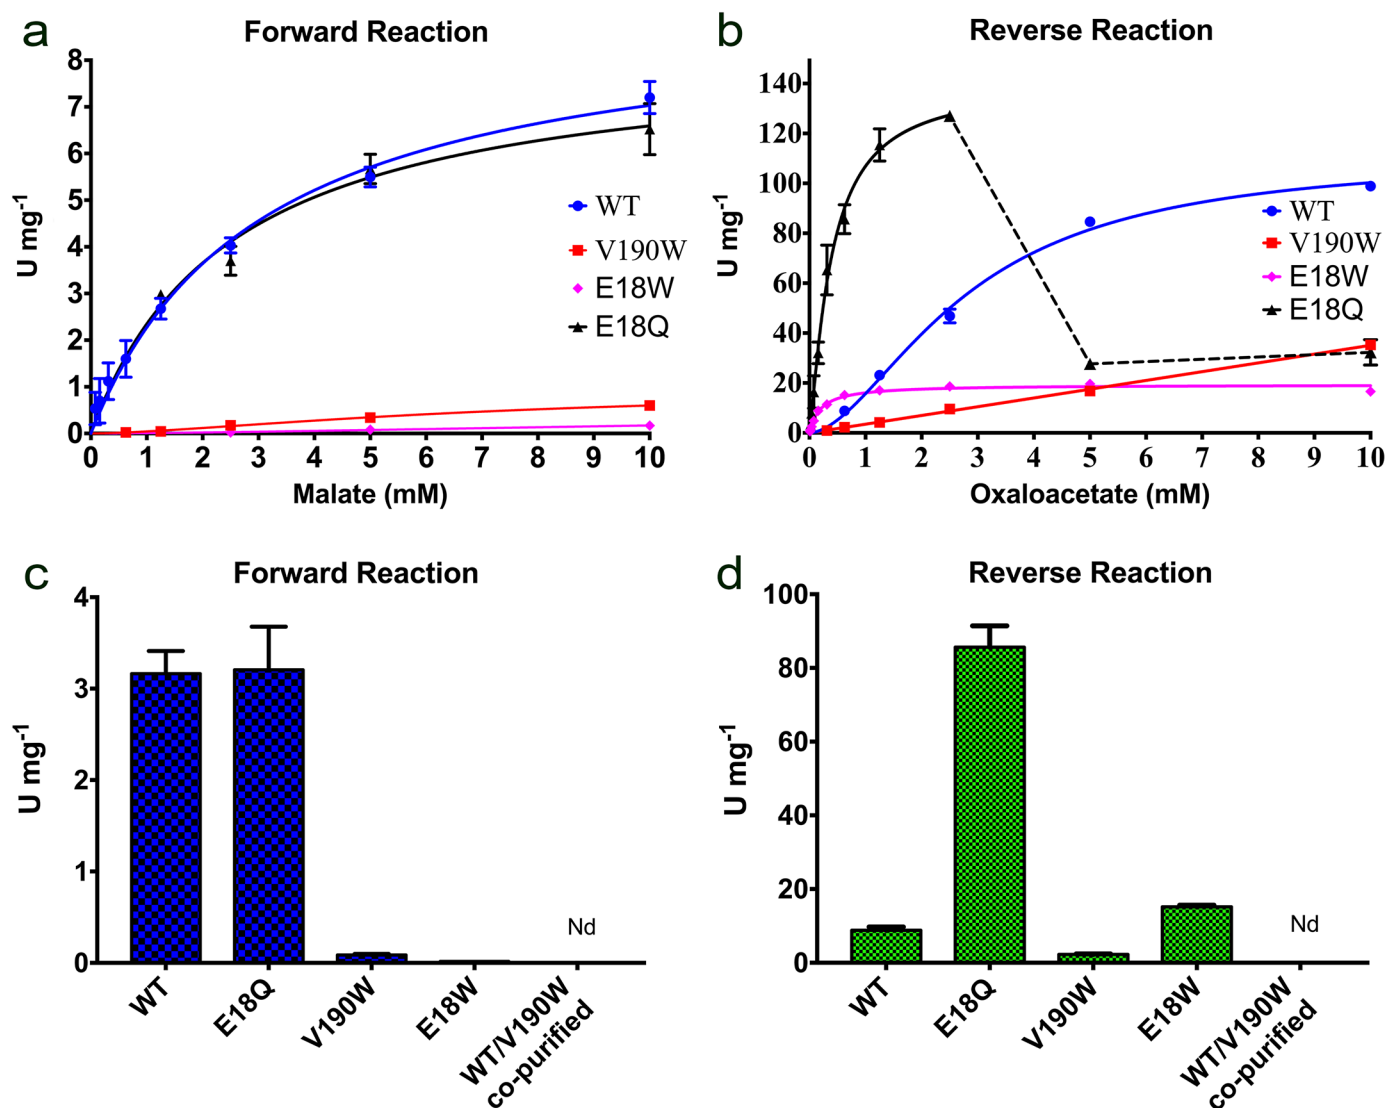 a
Forward Reaction
8
7
6
5
4
3
2
1
0
U mg-1
0 1 2 3 4 5 6 7 8 9 10
Malate (mM)
WT
V190W
E18W
E18Q
b
Reverse Reaction
140
120
100
80
60
40
20
0
U mg-1
0 1 2 3 4 5 6 7 8 9 10
Oxaloacetate (mM)
WT
V190W
E18W
E18Q
c
Forward Reaction
4
3
2
1
0
U mg-1
Nd
WT
E18Q
V190W
E18W
WT/V190W
co-purified
d
Reverse Reaction
100
80
60
40
20
0
U mg-1
Nd
WT
E18Q
V190W
E18W
WT/V190W
co-purified